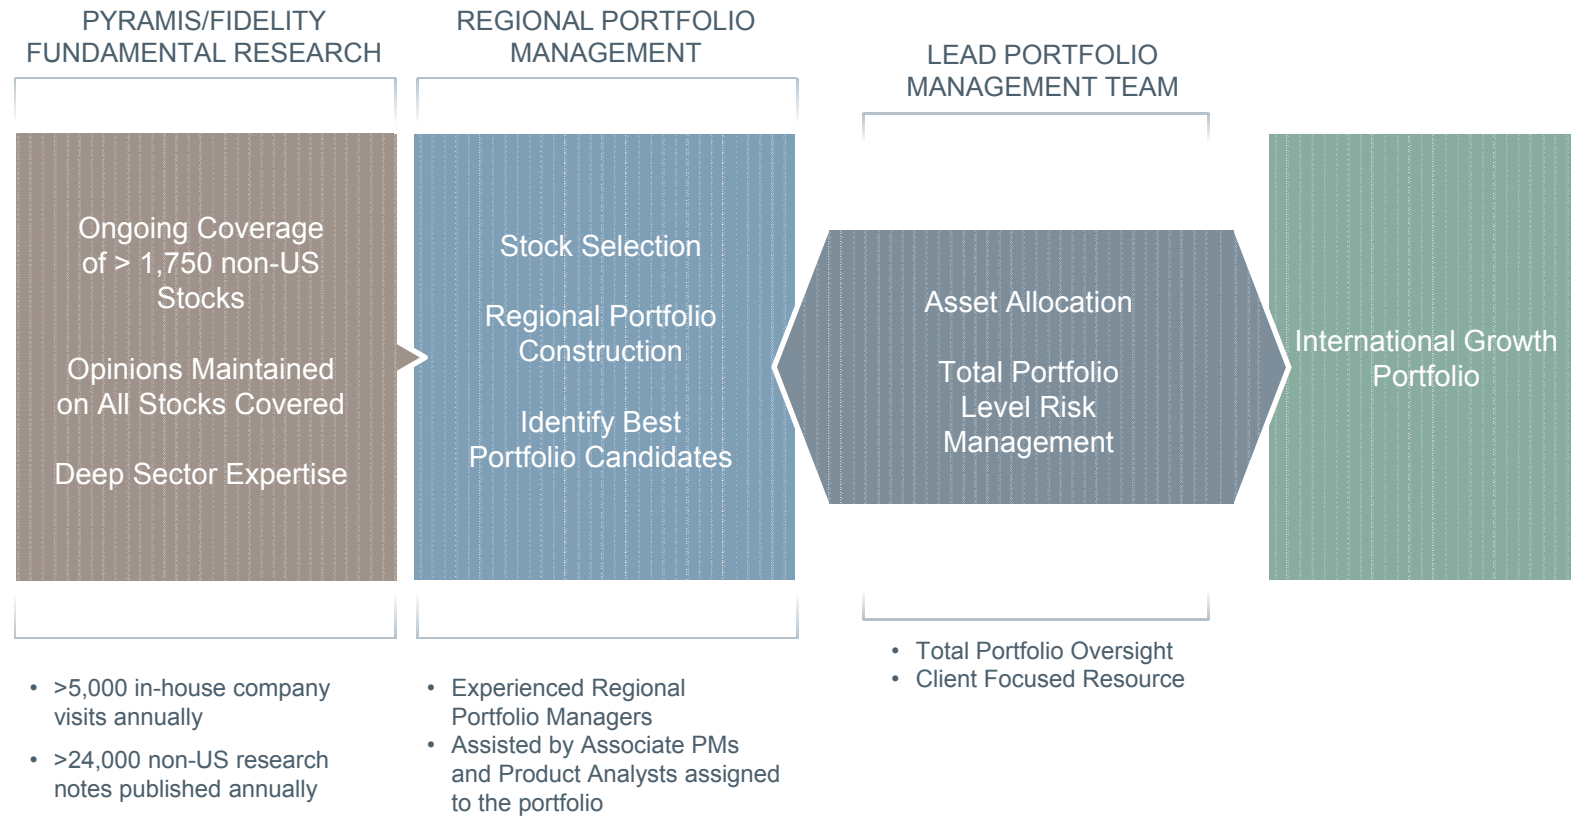 PYRAMIS/FIDELITY
FUNDAMENTAL RESEARCH
Ongoing Coverage
of > 1,750 non-US
Stocks
Opinions Maintained
on All Stocks Covered
Deep Sector Expertise
• >5,000 in-house company
visits annually
• >24,000 non-US research
notes published annually
REGIONAL PORTFOLIO
MANAGEMENT
Stock Selection
Regional Portfolio
Construction
Identify Best
Portfolio Candidates
• Experienced Regional
Portfolio Managers
• Assisted by Associate PMs
and Product Analysts assigned
to the portfolio
LEAD PORTFOLIO
MANAGEMENT TEAM
Asset Allocation
Total Portfolio
Level Risk
Management
• Total Portfolio Oversight
• Client Focused Resource
International Growth
Portfolio